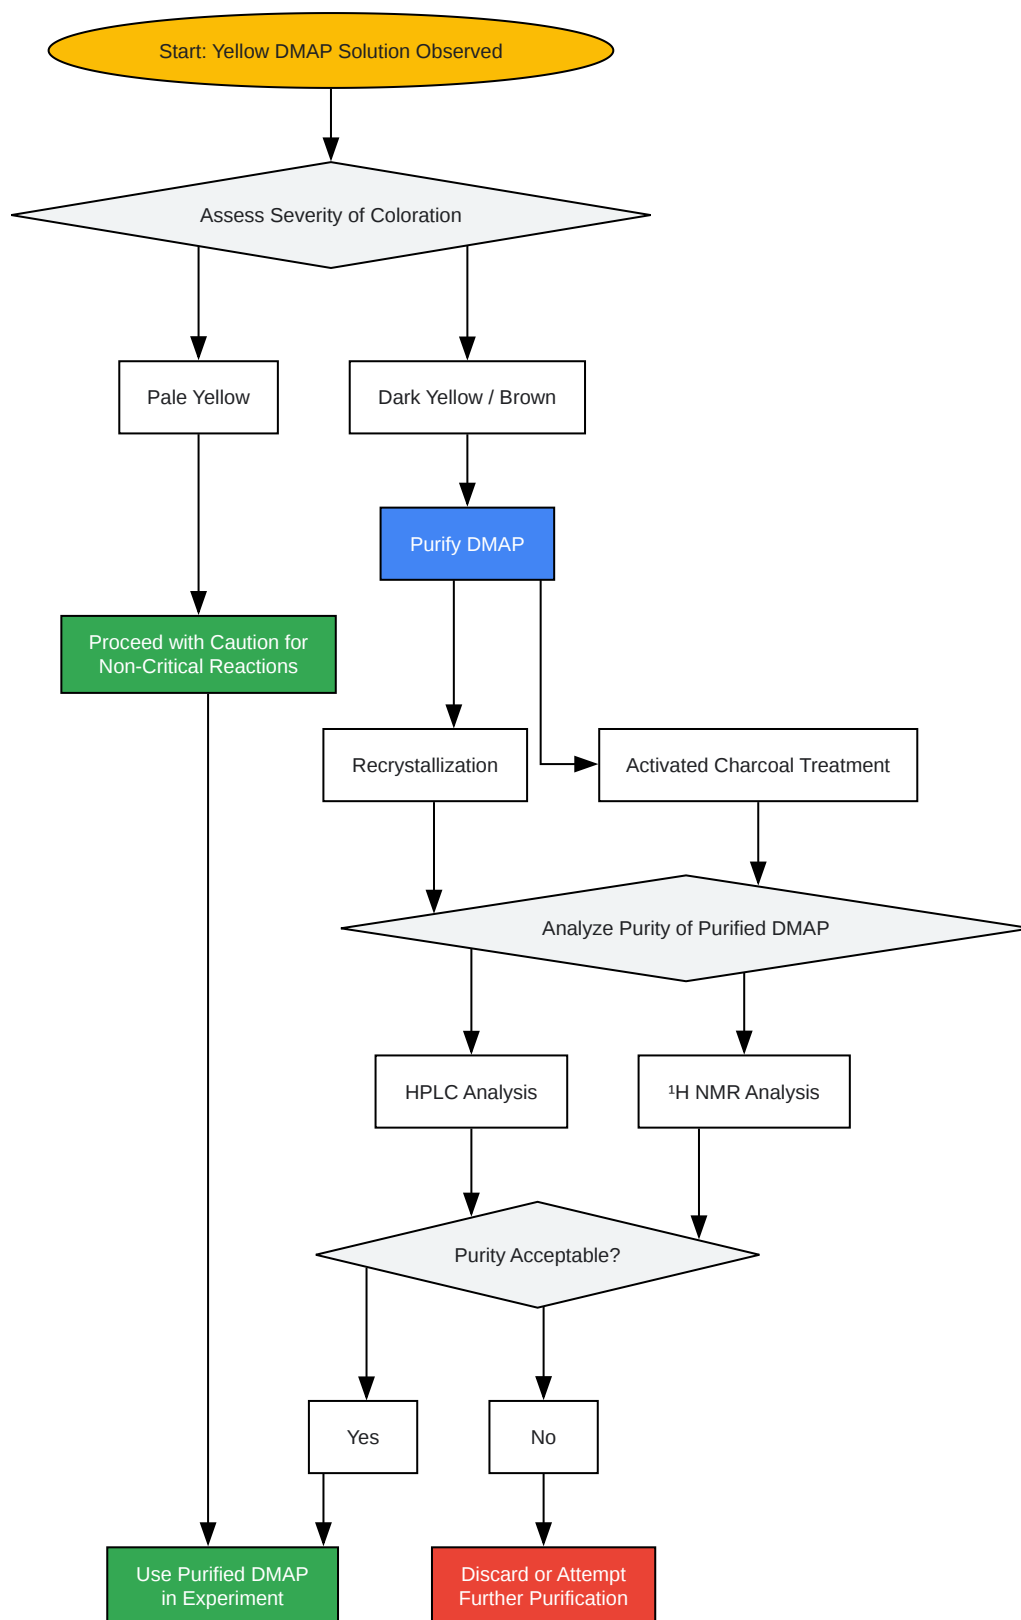 Start: Yellow DMAP Solution Observed
Assess Severity of Coloration
Pale Yellow
Dark Yellow / Brown
Purify DMAP
Proceed with Caution for
Non-Critical Reactions
Recrystallization
Activated Charcoal Treatment
Analyze Purity of Purified DMAP
HPLC Analysis
¹H NMR Analysis
Purity Acceptable?
Yes
No
Use Purified DMAP
in Experiment
Discard or Attempt
Further Purification